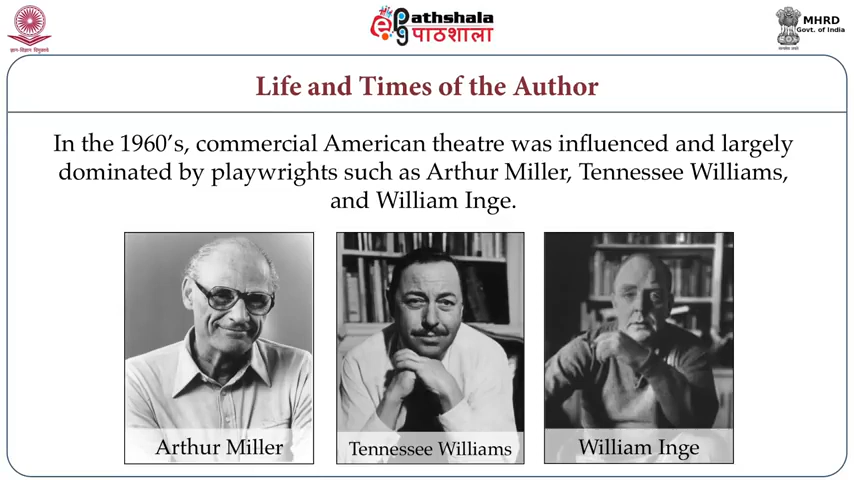 ePathshala
पाठशाला
MHRD
Govt. of India
Life and Times of the Author
In the 1960's, commercial American theatre was influenced and largely
dominated by playwrights such as Arthur Miller, Tennessee Williams,
and William Inge.
Arthur Miller
Tennessee Williams
William Inge